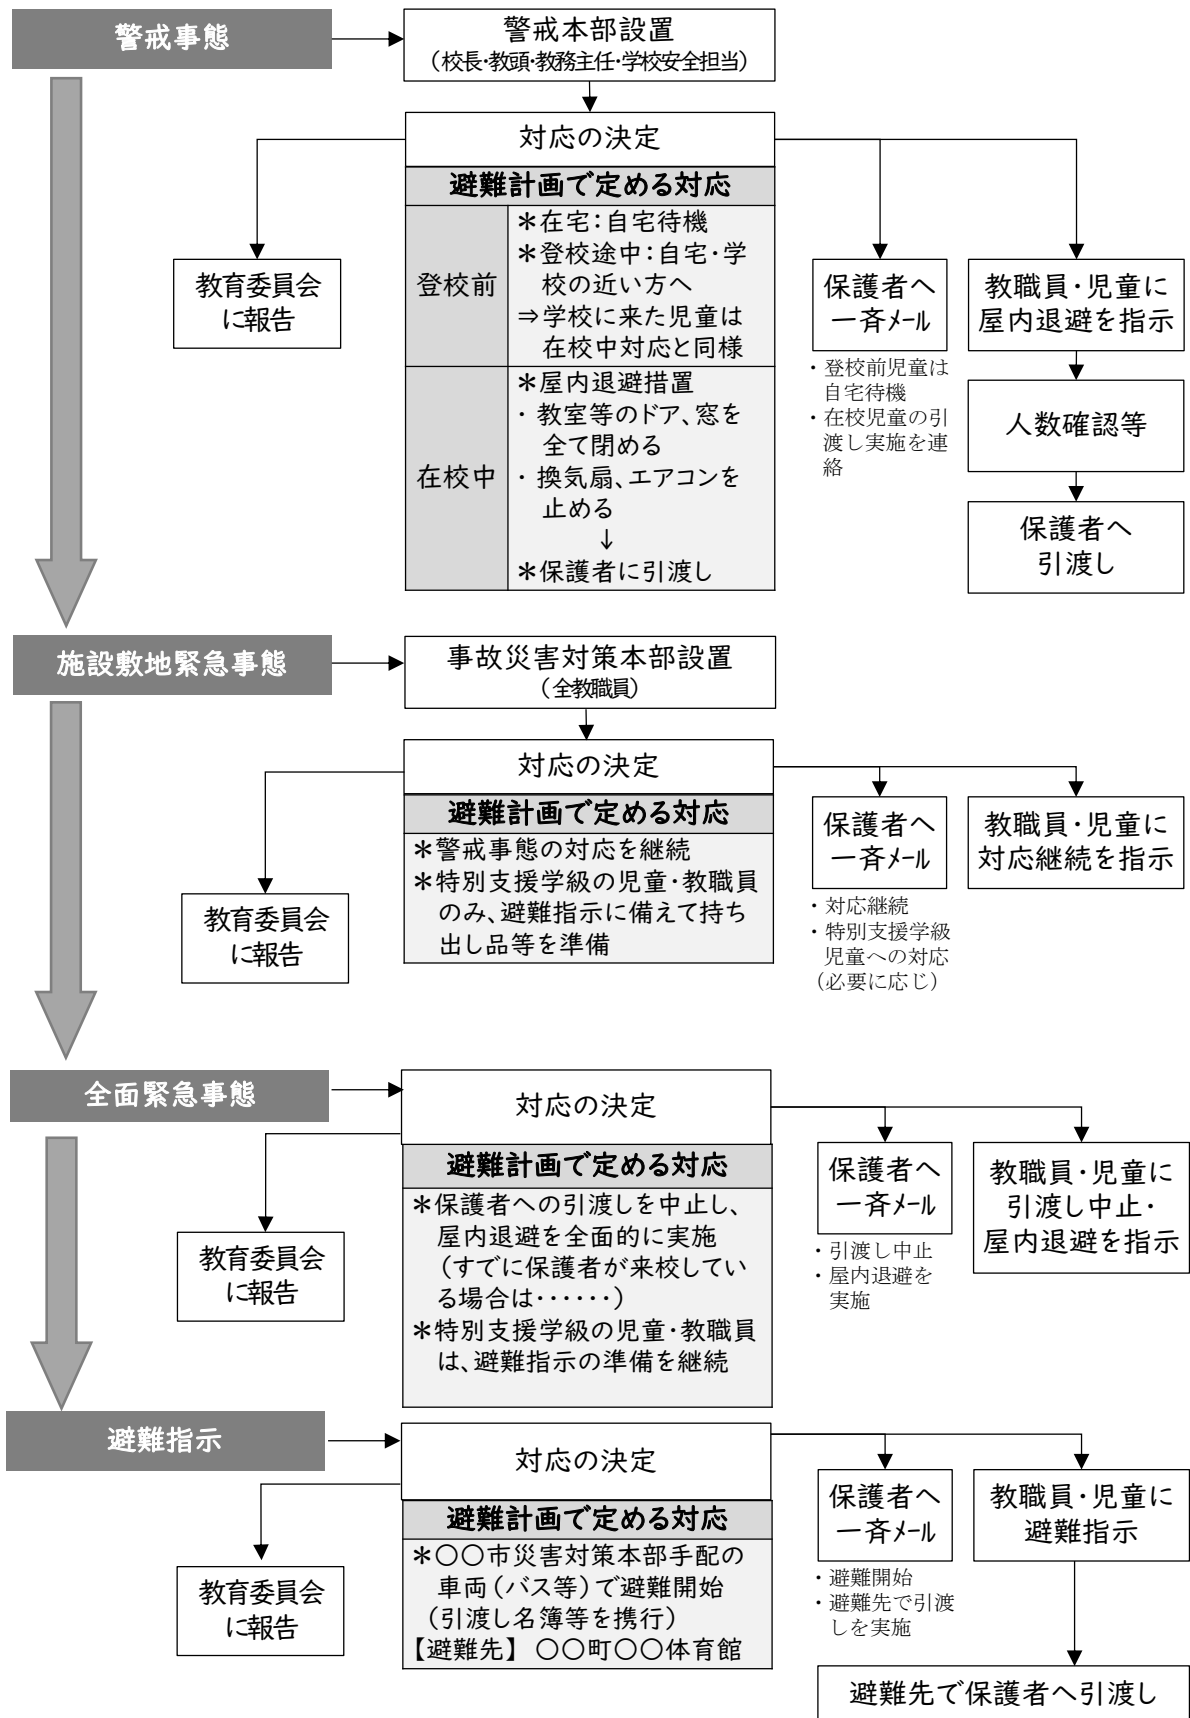 警戒事態
警戒本部設置
（校長・教頭・教務主任・学校安全担当）
対応の決定
避難計画で定める対応
登校前
＊在宅：自宅待機
＊登校途中：自宅・学
校の近い方へ
⇒学校に来た児童は
在校中対応と同様
在校中
＊屋内退避措置
・教室等のドア、窓を
全て閉める
・換気扇、エアコンを
止める
↓
＊保護者に引渡し
教育委員会
に報告
保護者へ
一斉メール
・登校前児童は
自宅待機
・在校児童の引
渡し実施を連
絡
教職員・児童に
屋内退避を指示
人数確認等
保護者へ
引渡し
施設敷地緊急事態
事故災害対策本部設置
（全教職員）
対応の決定
避難計画で定める対応
＊警戒事態の対応を継続
＊特別支援学級の児童・教職員
のみ、避難指示に備えて持ち
出し品等を準備
教育委員会
に報告
保護者へ
一斉メール
・対応継続
・特別支援学級
児童への対応
（必要に応じ）
教職員・児童に
対応継続を指示
全面緊急事態
対応の決定
避難計画で定める対応
＊保護者への引渡しを中止し、
屋内退避を全面的に実施
（すでに保護者が来校してい
る場合は・・・・・・）
＊特別支援学級の児童・教職員
は、避難指示の準備を継続
教育委員会
に報告
保護者へ
一斉メール
・引渡し中止
・屋内退避を
実施
教職員・児童に
引渡し中止・
屋内退避を指示
避難指示
対応の決定
避難計画で定める対応
＊〇〇市災害対策本部手配の
車両（バス等）で避難開始
（引渡し名簿等を携行）
【避難先】 〇〇町〇〇体育館
教育委員会
に報告
保護者へ
一斉メール
・避難開始
・避難先で引渡
しを実施
教職員・児童に
避難指示
避難先で保護者へ引渡し